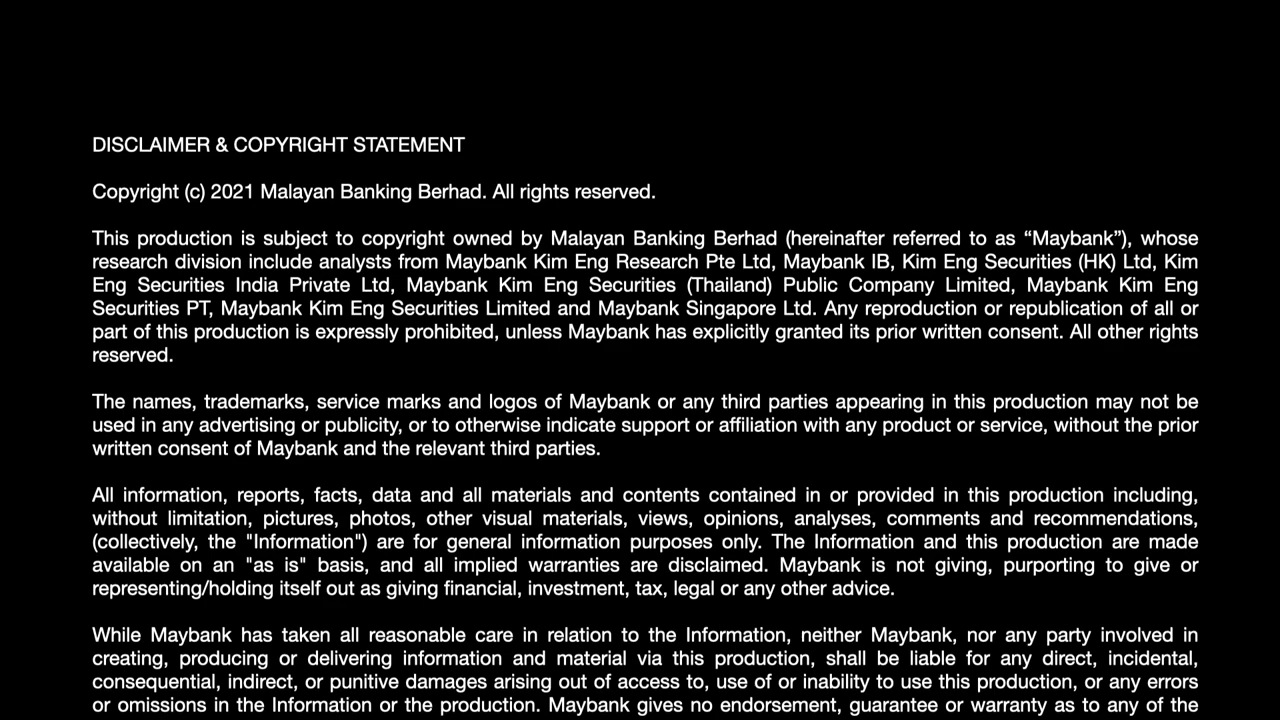 DISCLAIMER & COPYRIGHT STATEMENT
Copyright (c) 2021 Malayan Banking Berhad. All rights reserved.
This production is subject to copyright owned by Malayan Banking Berhad (hereinafter referred to as “Maybank”), whose
research division include analysts from Maybank Kim Eng Research Pte Ltd, Maybank IB, Kim Eng Securities (HK) Ltd, Kim
Eng Securities India Private Ltd, Maybank Kim Eng Securities (Thailand) Public Company Limited, Maybank Kim Eng
Securities PT, Maybank Kim Eng Securities Limited and Maybank Singapore Ltd. Any reproduction or republication of all or
part of this production is expressly prohibited, unless Maybank has explicitly granted its prior written consent. All other rights
reserved.
The names, trademarks, service marks and logos of Maybank or any third parties appearing in this production may not be
used in any advertising or publicity, or to otherwise indicate support or affiliation with any product or service, without the prior
written consent of Maybank and the relevant third parties.
All information, reports, facts, data and all materials and contents contained in or provided in this production including,
without limitation, pictures, photos, other visual materials, views, opinions, analyses, comments and recommendations,
(collectively, the "Information") are for general information purposes only. The Information and this production are made
available on an "as is" basis, and all implied warranties are disclaimed. Maybank is not giving, purporting to give or
representing/holding itself out as giving financial, investment, tax, legal or any other advice.
While Maybank has taken all reasonable care in relation to the Information, neither Maybank, nor any party involved in
creating, producing or delivering information and material via this production, shall be liable for any direct, incidental,
consequential, indirect, or punitive damages arising out of access to, use of or inability to use this production, or any errors
or omissions in the Information or the production. Maybank gives no endorsement, guarantee or warranty as to any of the